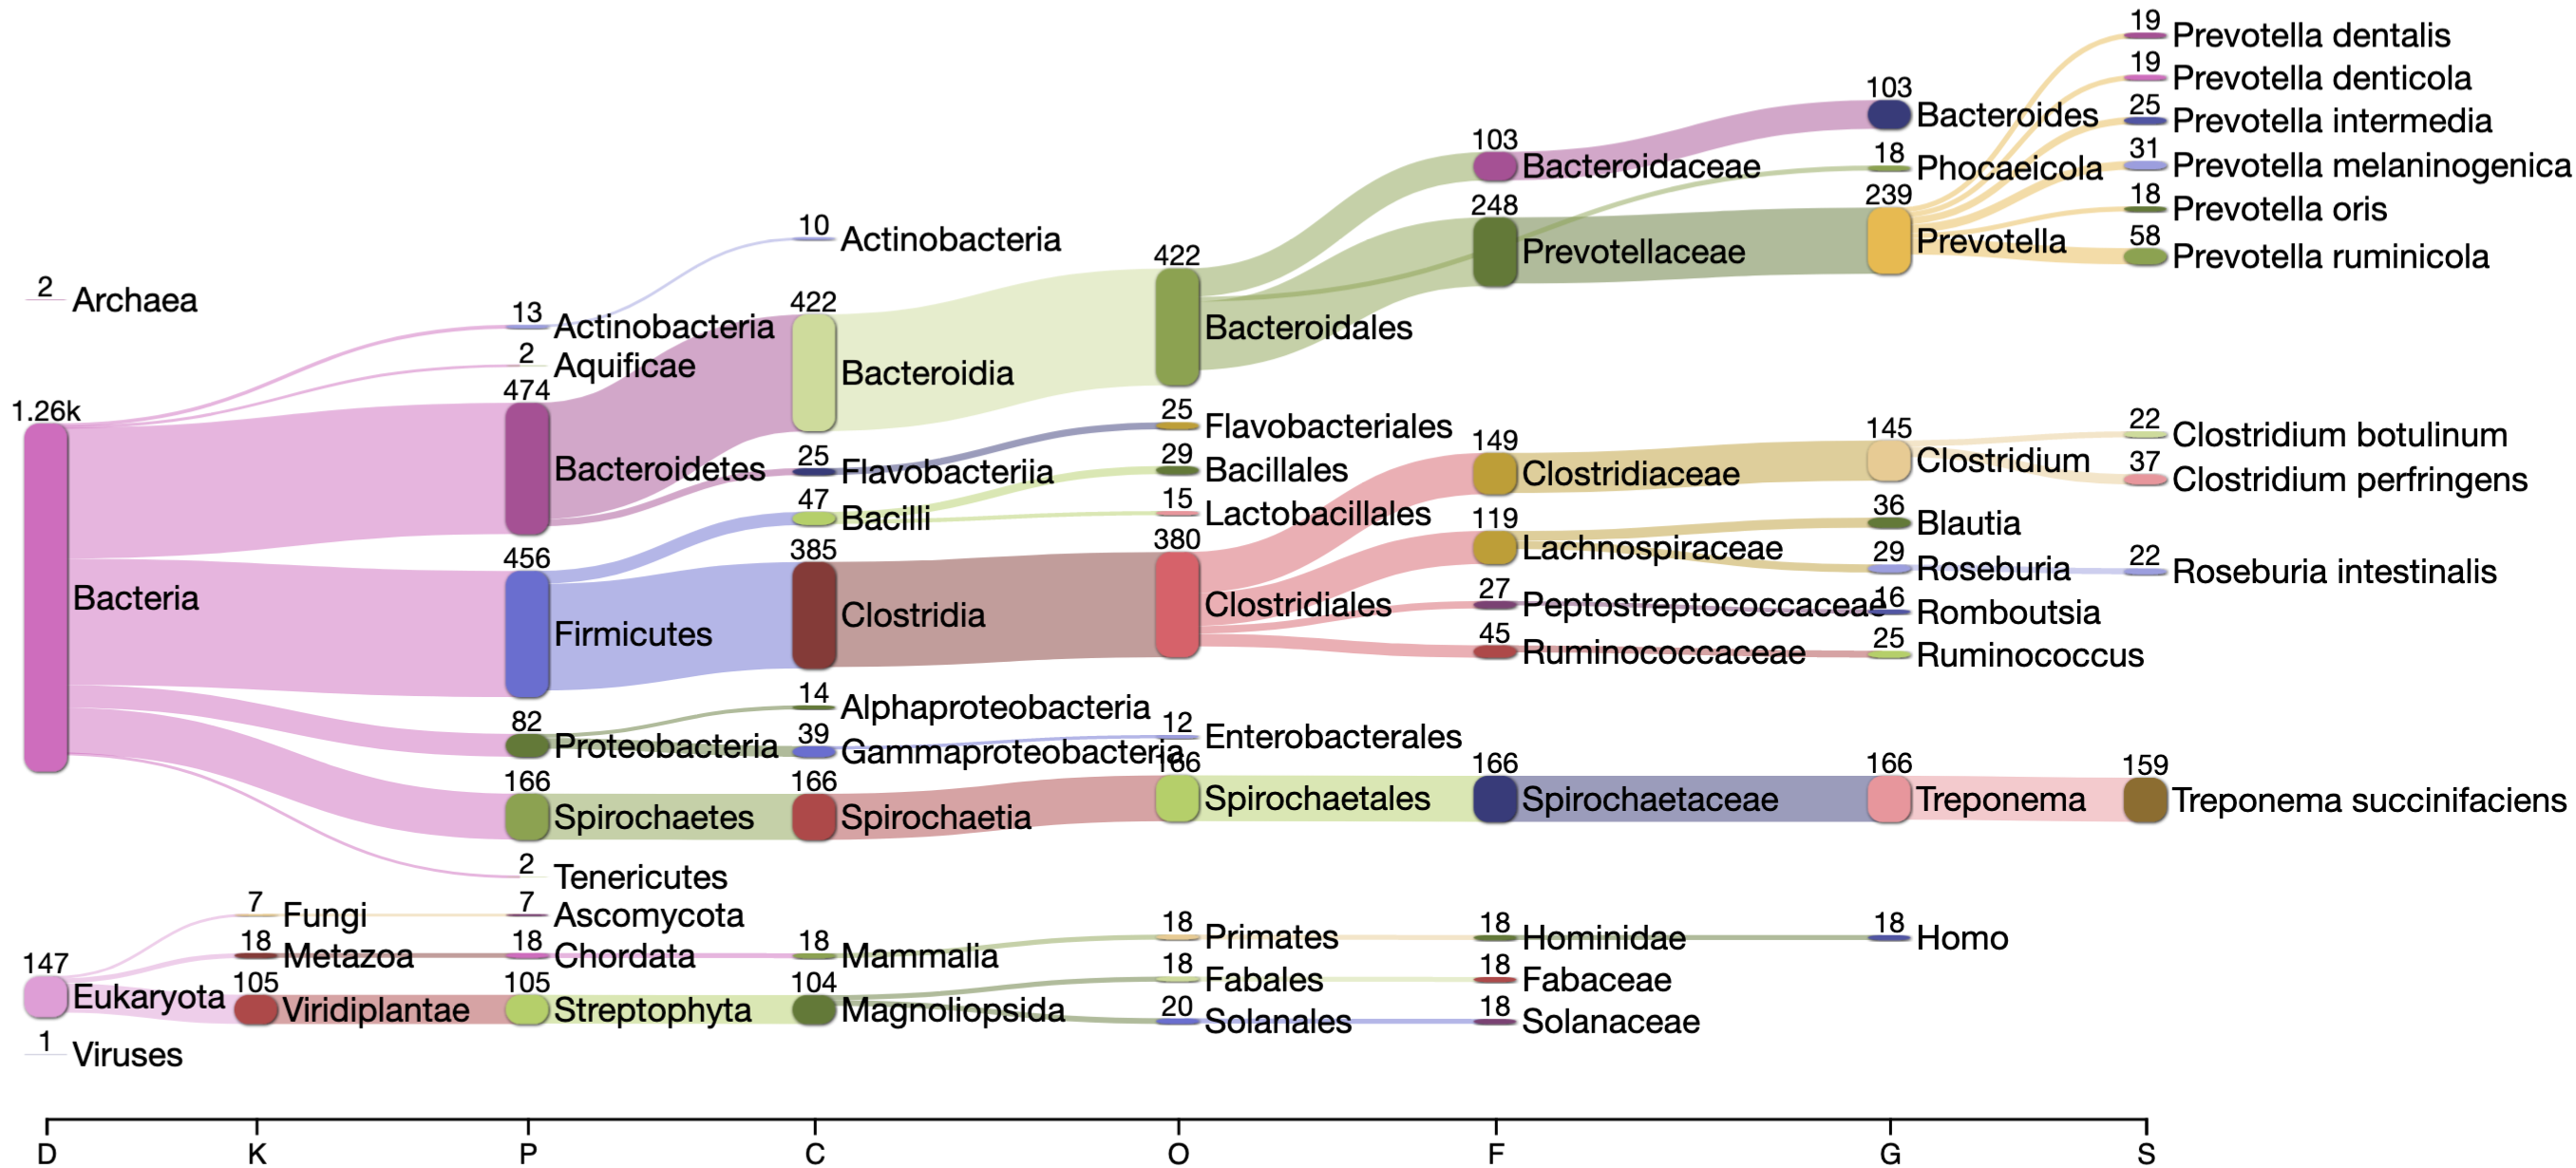 2 Archaea
1.26k Bacteria
147 Eukaryota
1 Viruses
7 Fungi
18 Metazoa
105 Viridiplantae
13 Actinobacteria
2 Aquificae
474 Bacteroidetes
456 Firmicutes
82 Proteobacteria
166 Spirochaetes
2 Tenericutes
7 Ascomycota
18 Chordata
105 Streptophyta
10 Actinobacteria
422 Bacteroidia
25 Flavobacteriia
47 Bacilli
385 Clostridia
14 Alphaproteobacteria
39 Gammaproteobacteria
166 Spirochaetia
18 Mammalia
104 Magnoliopsida
422 Bacteroidales
25 Flavobacteriales
29 Bacillales
15 Lactobacillales
380 Clostridiales
12 Enterobacterales
166 Spirochaetales
18 Primates
18 Fabales
20 Solanales
103 Bacteroidaceae
248 Prevotellaceae
149 Clostridiaceae
119 Lachnospiraceae
27 Peptostreptococcaceae
45 Ruminococcaceae
166 Spirochaetaceae
18 Hominidae
18 Fabaceae
18 Solanaceae
103 Bacteroides
18 Phocaeicola
239 Prevotella
145 Clostridium
36 Blautia
29 Roseburia
16 Romboutsia
25 Ruminococcus
166 Treponema
18 Homo
19 Prevotella dentalis
19 Prevotella denticola
25 Prevotella intermedia
31 Prevotella melaninogenica
18 Prevotella oris
58 Prevotella ruminicola
22 Clostridium botulinum
37 Clostridium perfringens
22 Roseburia intestinalis
159 Treponema succinifaciens
D K P C O F G S